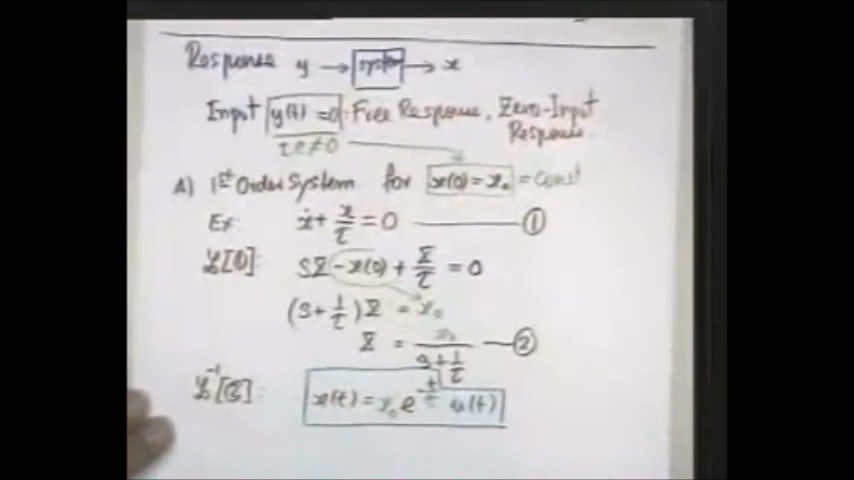 Response y → system → x
Input y(t) = 0 : Free Response, Zero-Input
Response.
IC ≠ 0
A) 1st Order System for x(0) = x₀ = const
Ex: ẋ + x/τ = 0 ——— ①
ℒ[①]: SX - x(0) + X/τ = 0
(S + 1/τ) X = x₀
X = x₀/(S + 1/τ) — ②
ℒ⁻¹[②]: x(t) = x₀ e^(-t/τ) u(t)